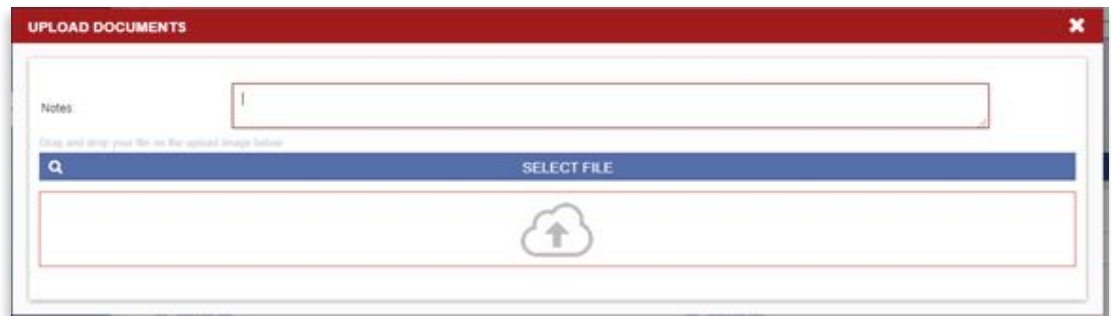 UPLOAD DOCUMENTS
Notes:
Drag and drop your file on the upload image below
SELECT FILE